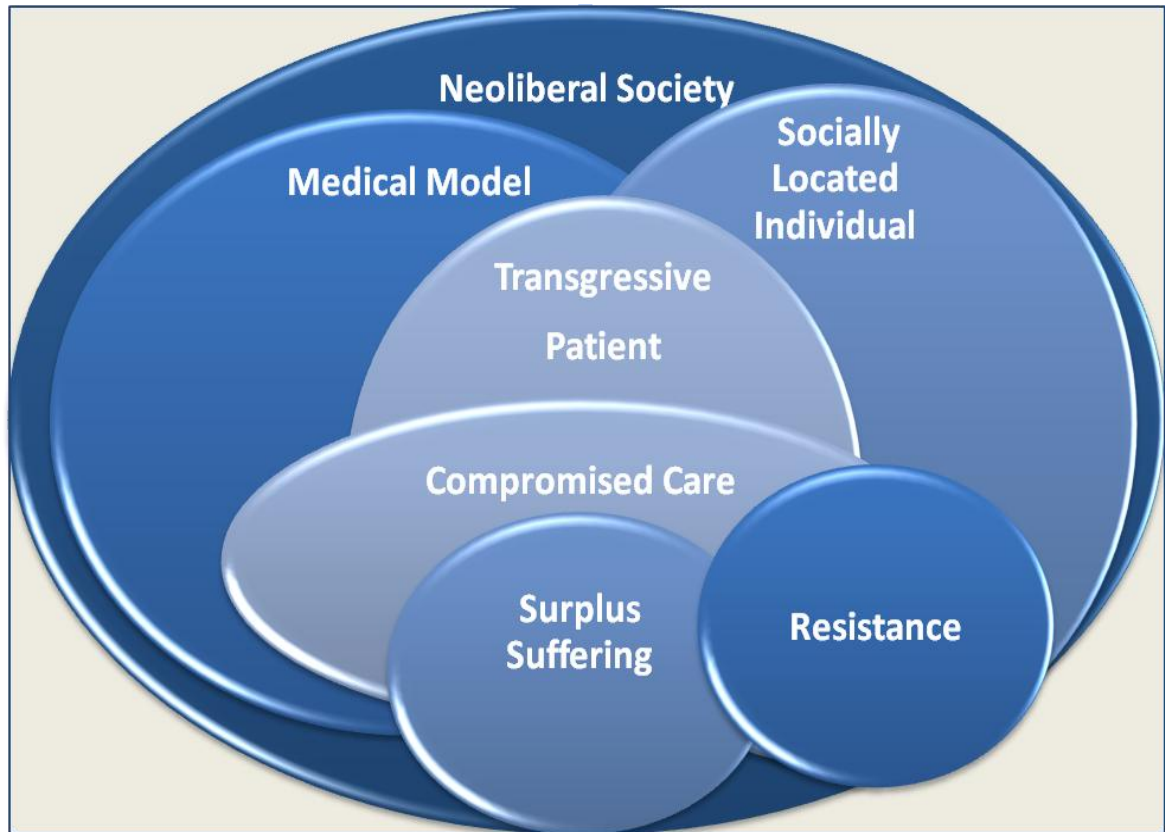 Neoliberal Society
Medical Model
Socially
Located
Individual
Transgressive
Patient
Compromised Care
Surplus
Suffering
Resistance